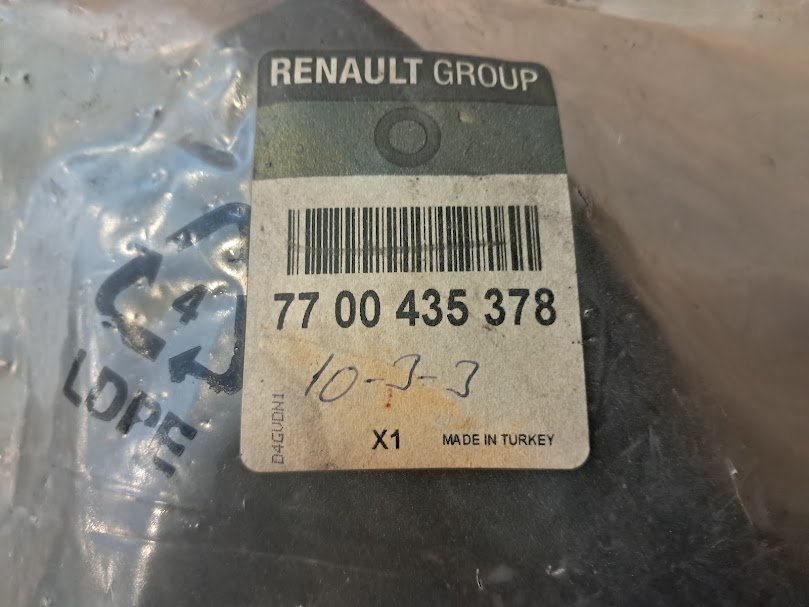 RENAULT GROUP
77 00 435 378
10-3-3
D4GVDN1
X1 MADE IN TURKEY
4
LDPE